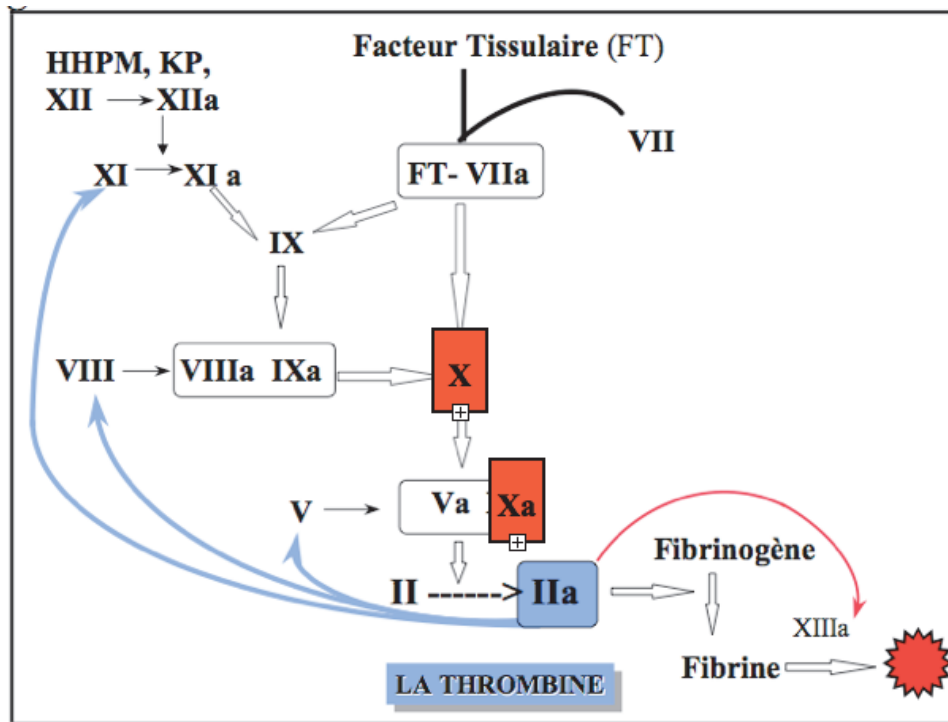 Facteur Tissulaire (FT)
HHPM, KP,
XII XIIa
VII
XI XI a
FT- VIIa
IX
VIII VIIIa IXa
X
V Va Xa
Fibrinogène
II ------> IIa
XIIIa
Fibrine
LA THROMBINE